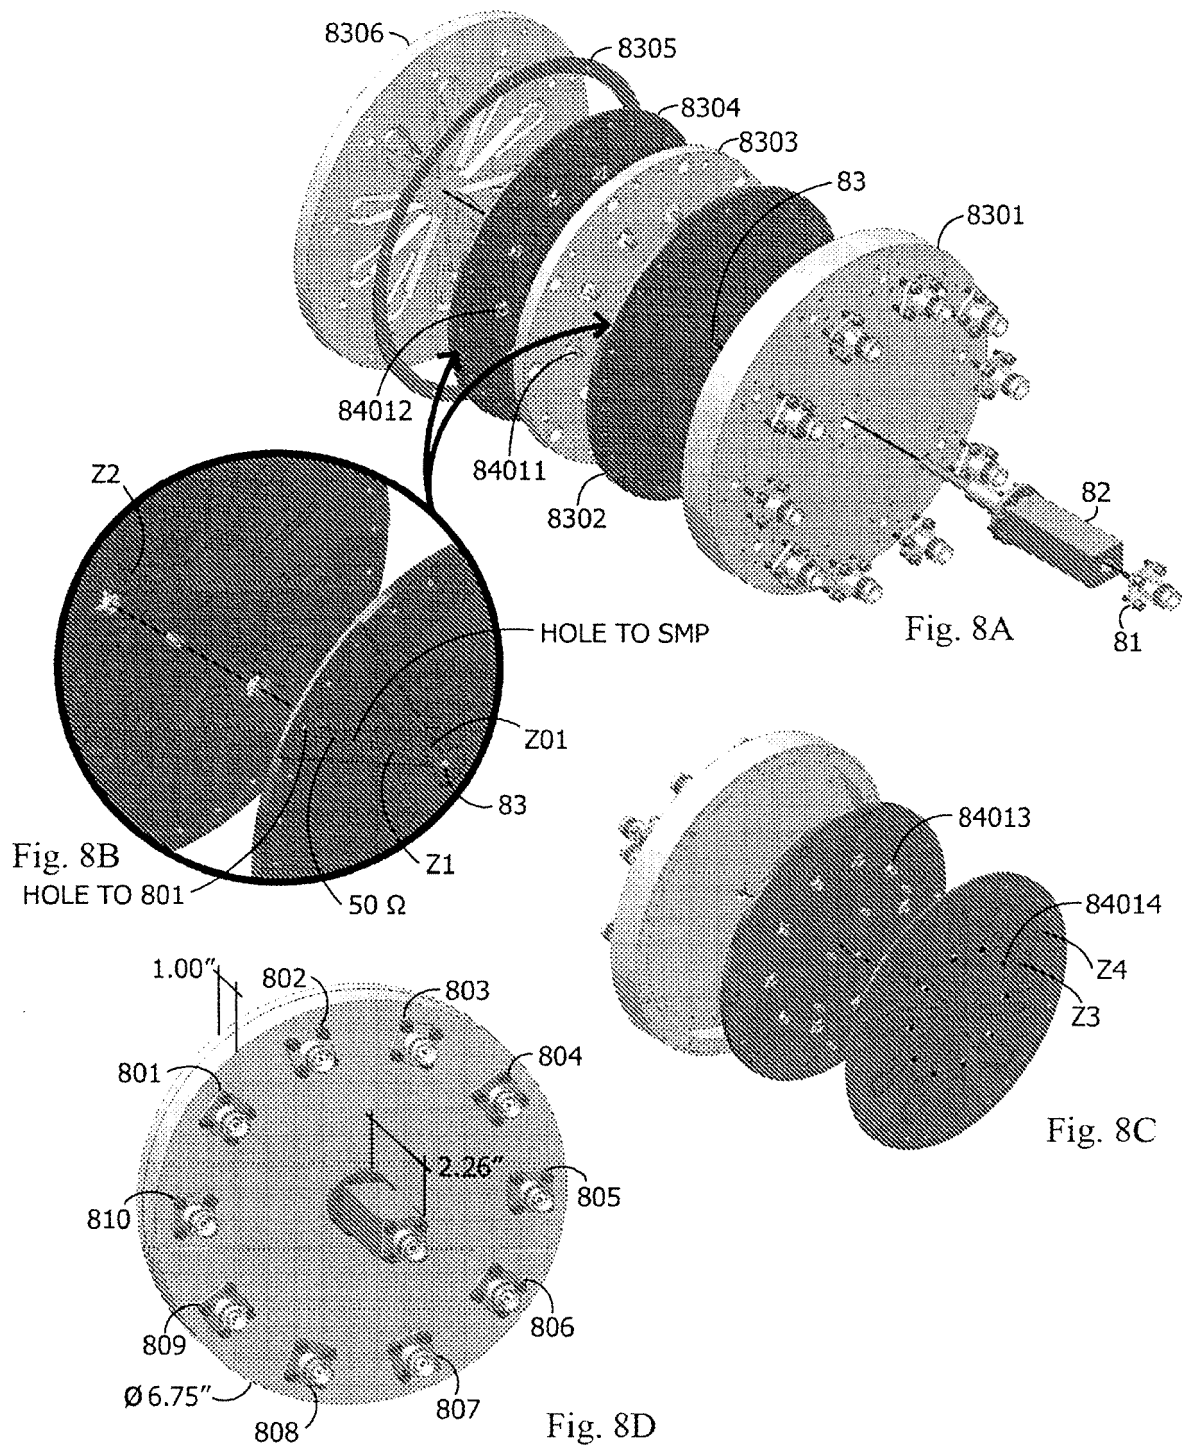 8306
8305
8304
8303
83
8301
84012
84011
8302
82
81
Fig. 8A
Z2
HOLE TO SMP
Z01
83
Z1
Fig. 8B
HOLE TO 801
50 Ω
84013
84014
Z4
Z3
Fig. 8C
1.00"
802
803
801
804
2.26"
805
810
806
809
Ø 6.75"
807
808
Fig. 8D